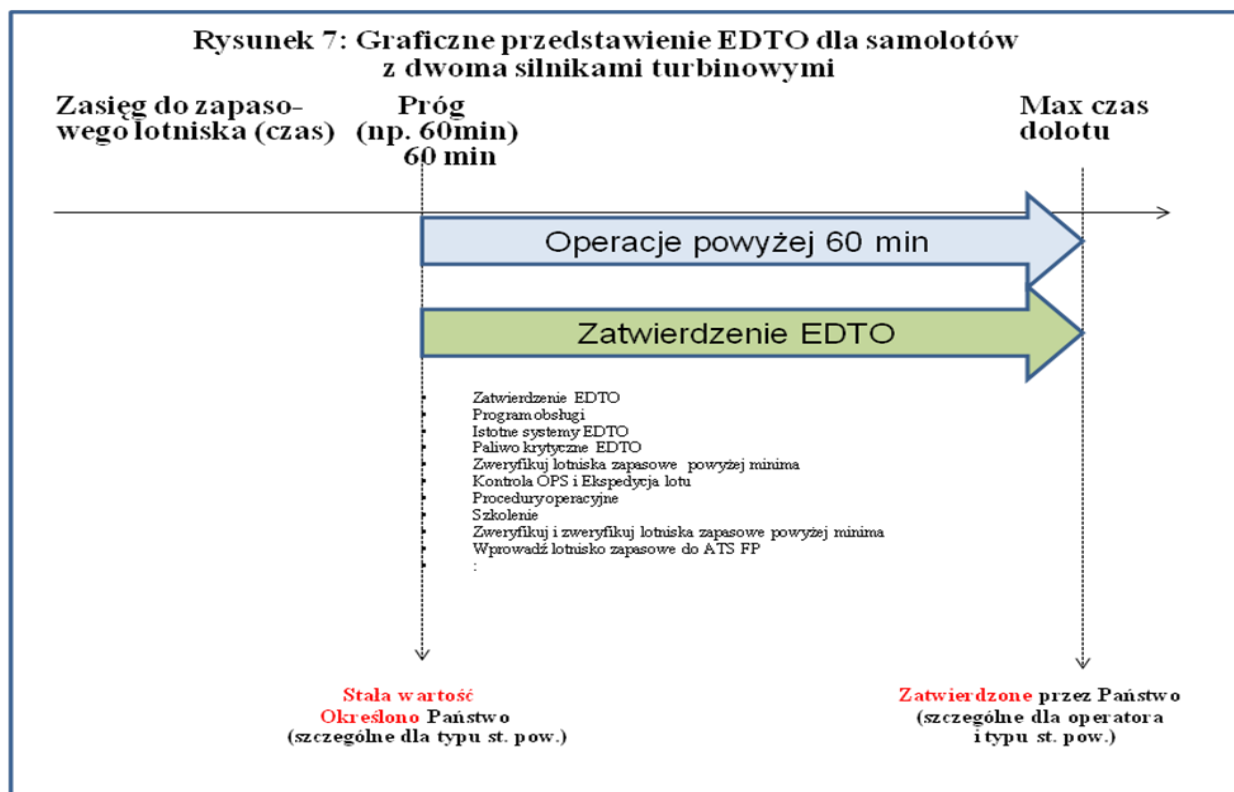 Rysunek 7: Graficzne przedstawienie EDTO dla samolotów
z dwoma silnikami turbinowymi
Zasięg do zapaso-
wego lotniska (czas)
Próg
(np. 60min)
60 min
Max czas
dolotu
Operacje powyżej 60 min
Zatwierdzenie EDTO
Zatwierdzenie EDTO
Program obsługi
Istotne systemy EDTO
Paliwo krytyczne EDTO
Zweryfikuj lotniska zapasowe powyżej minima
Kontrola OPS i Ekspedycja lotu
Procedury operacyjne
Szkolenie
Zweryfikuj i zweryfikuj lotniska zapasowe powyżej minima
Wprowadź lotnisko zapasowe do ATS FP
:
Stała wartość
Określono Państwo
(szczególne dla typu st. pow.)
Zatwierdzone przez Państwo
(szczególne dla operatora
i typu st. pow.)